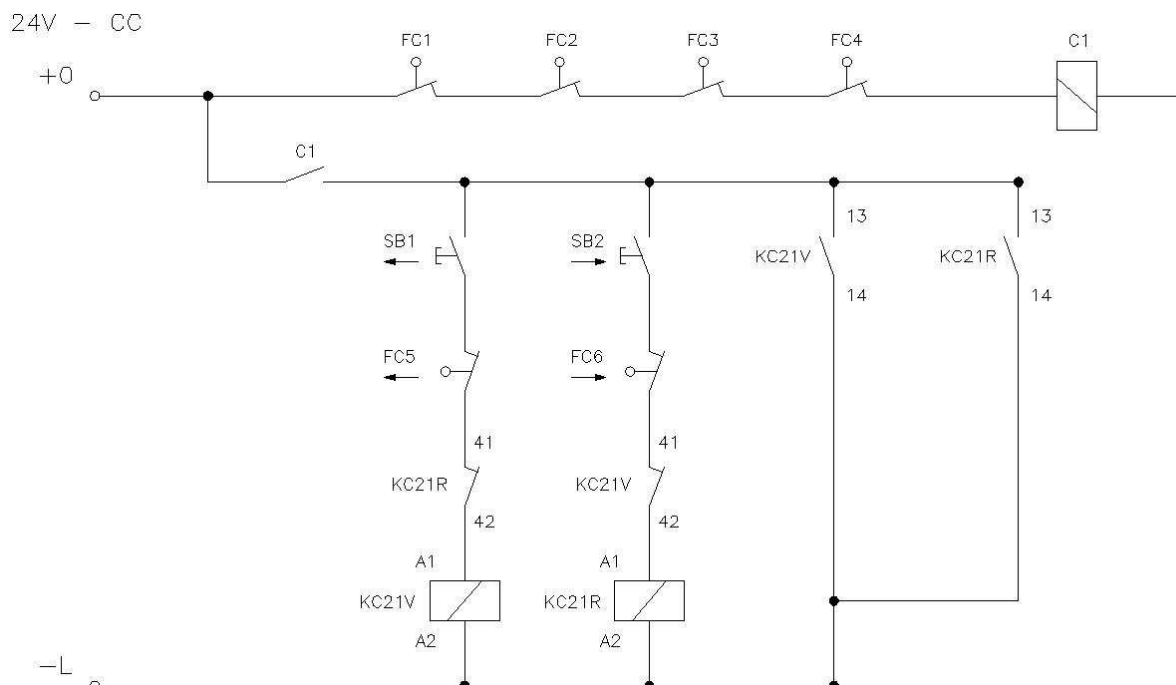 24V - CC
FC1 FC2 FC3 FC4 C1
+0
C1
13 13
SB1 SB2
KC21V KC21R
14 14
FC5 FC6
41 41
KC21R KC21V
42 42
A1 A1
KC21V KC21R
A2 A2
-L